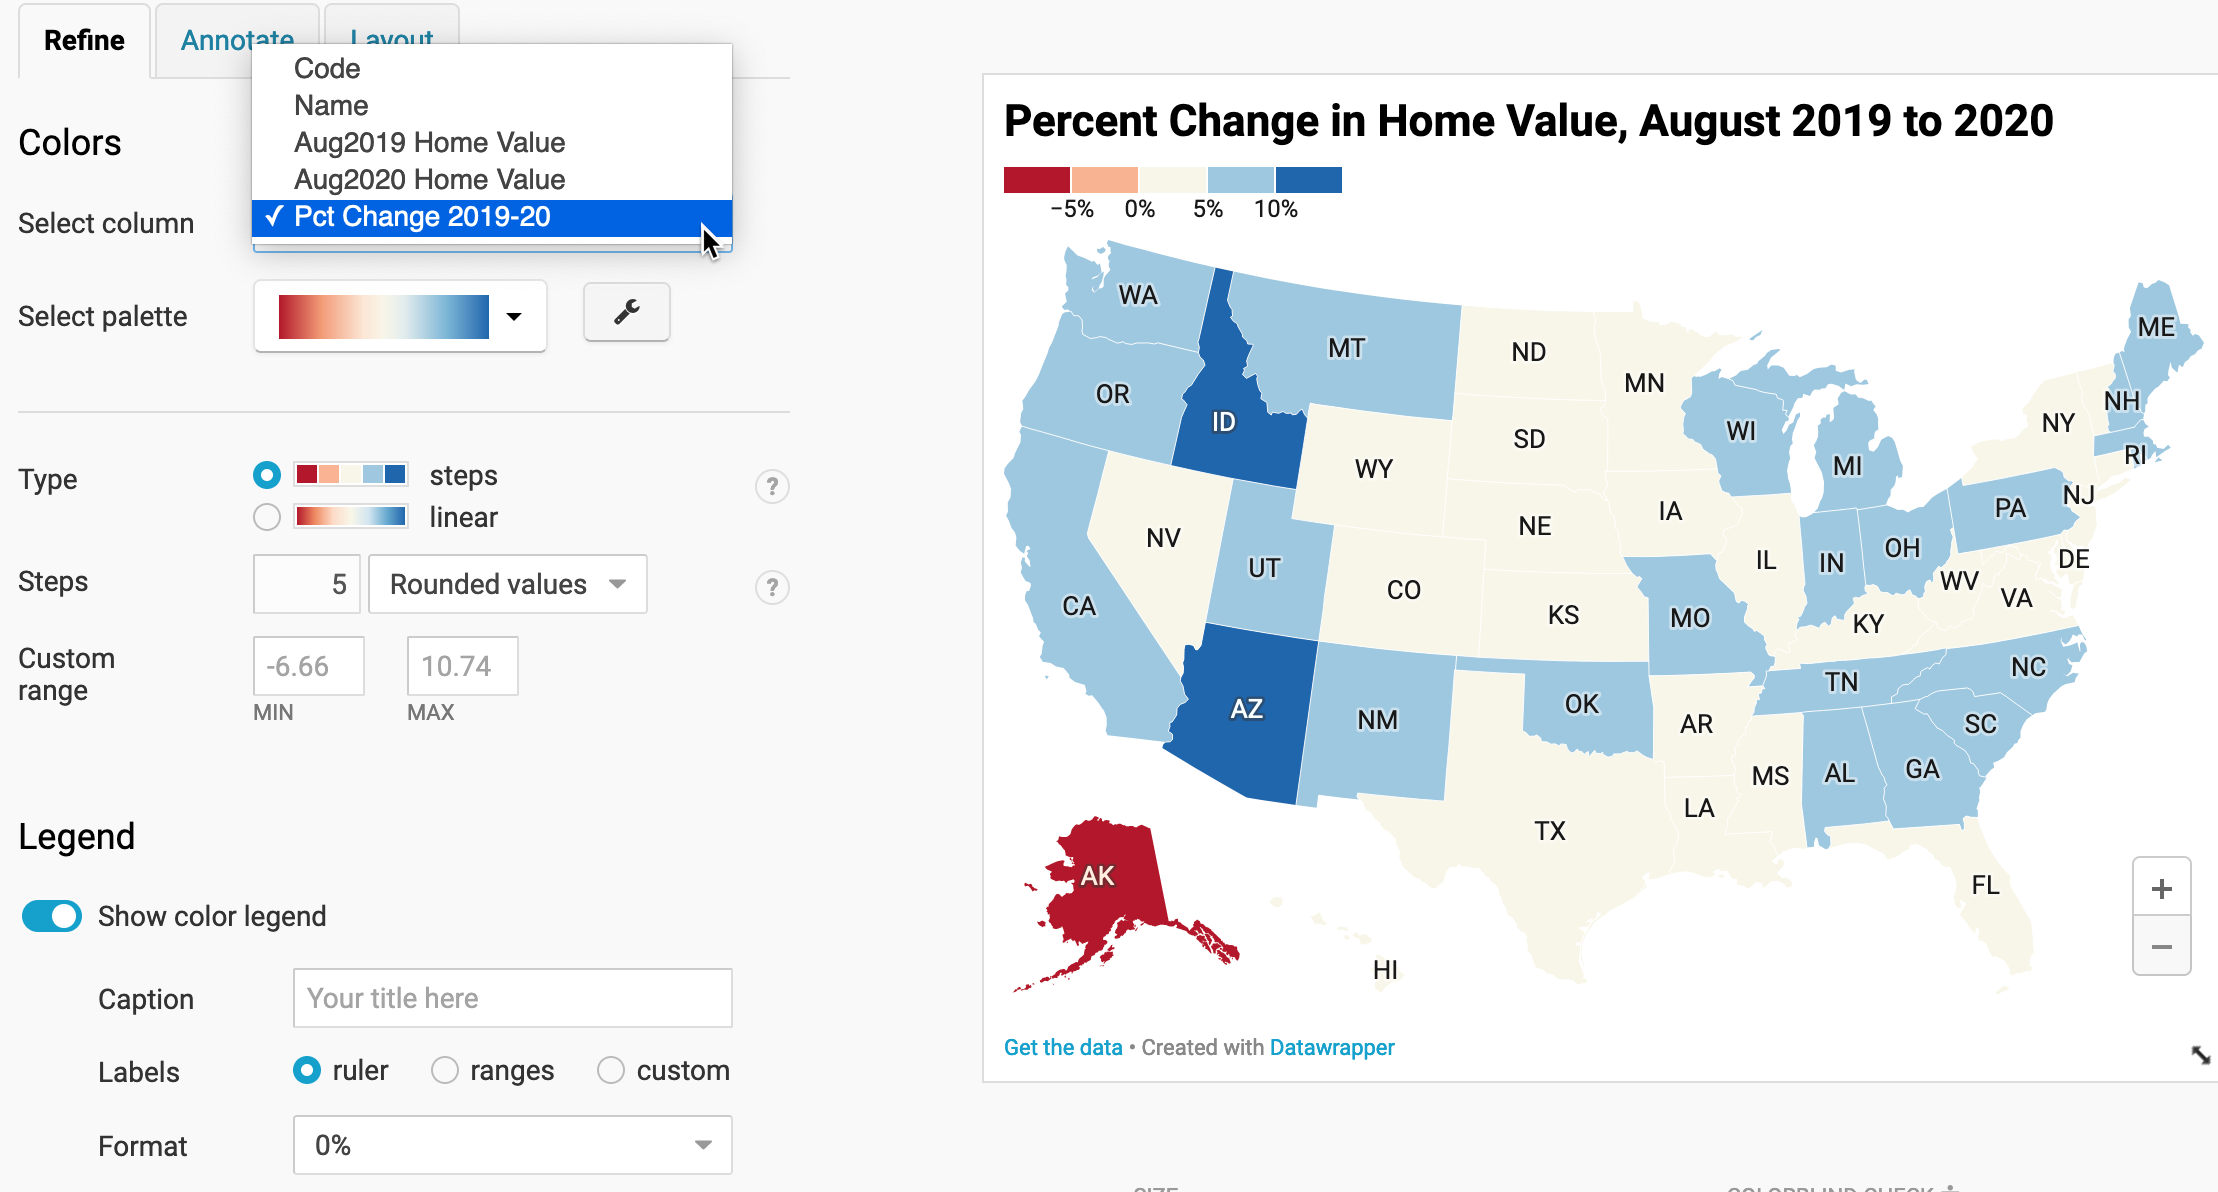 Refine
Annotate
Layout
Code
Name
Aug2019 Home Value
Aug2020 Home Value
✓ Pct Change 2019-20
Colors
Select column
Select palette
Type
steps
?
linear
Steps
5
Rounded values
?
Custom
range
-6.66
10.74
MIN
MAX
Legend
Show color legend
Caption
Your title here
Labels
ruler
ranges
custom
Format
0%
Percent Change in Home Value, August 2019 to 2020
−5%
0%
5%
10%
WA
MT
ND
MN
ME
OR
ID
SD
WI
NH
NY
WY
MI
RI
NV
NE
IA
PA
NJ
UT
CO
IL
IN
OH
DE
WV
VA
CA
KS
MO
KY
NC
AZ
NM
OK
AR
TN
SC
MS
AL
GA
TX
LA
FL
AK
HI
+
−
Get the data • Created with Datawrapper
SIZE
COLORBLIND CHECK